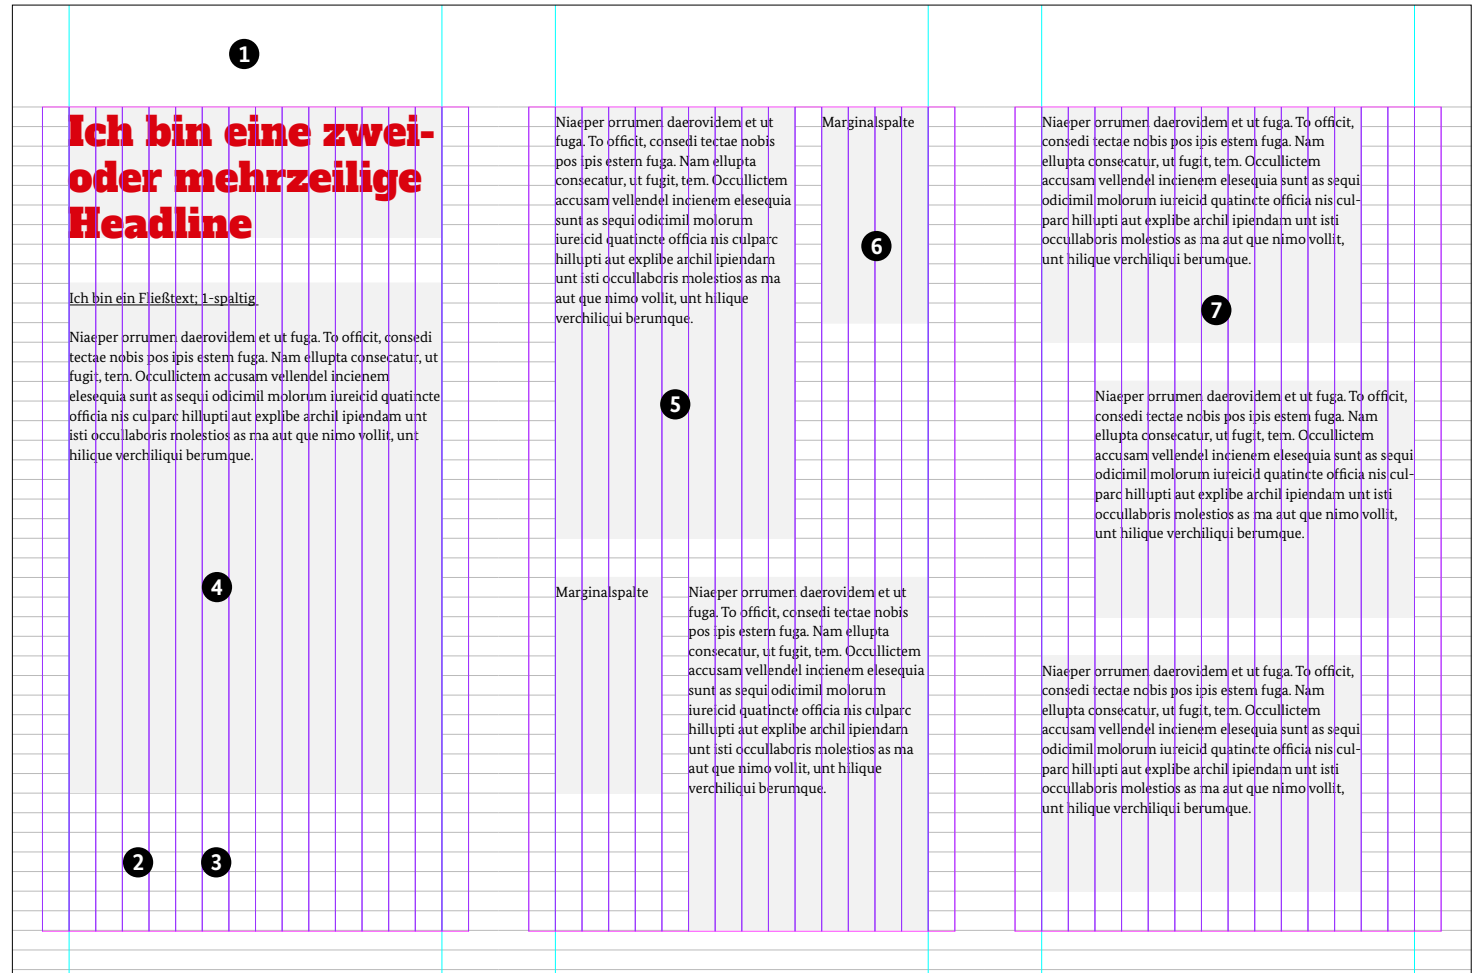 1
Ich bin eine zwei-
oder mehrzeilige
Headline
Ich bin ein Fließtext; 1-spaltig
Niaeper orrumen daerovidem et ut fuga. To officit, consedi
tectae nobis pos ipis estem fuga. Nam ellupta consecatur, ut
fugit, tem. Occullictem accusam vellendel incienem
elesequia sunt as sequi odicimil molorum iureicid quatincte
officia nis culparc hillupti aut explibe archil ipiendam unt
isti occullaboris molestios as ma aut que nimo vollit, unt
hilique verchiliqui berumque.
4
2
3
Niaeper orrumen daerovidem et ut
fuga. To officit, consedi tectae nobis
pos ipis estem fuga. Nam ellupta
consecatur, ut fugit, tem. Occullictem
accusam vellendel incienem elesequia
sunt as sequi odicimil molorum
iureicid quatincte officia nis culparc
hillupti aut explibe archil ipiendam
unt isti occullaboris molestios as ma
aut que nimo vollit, unt hilique
verchiliqui berumque.
5
Marginalspalte
6
Marginalspalte
Niaeper orrumen daerovidem et ut
fuga. To officit, consedi tectae nobis
pos ipis estem fuga. Nam ellupta
consecatur, ut fugit, tem. Occullictem
accusam vellendel incienem elesequia
sunt as sequi odicimil molorum
iureicid quatincte officia nis culparc
hillupti aut explibe archil ipiendam
unt isti occullaboris molestios as ma
aut que nimo vollit, unt hilique
verchiliqui berumque.
Niaeper orrumen daerovidem et ut fuga. To officit,
consedi tectae nobis pos ipis estem fuga. Nam
ellupta consecatur, ut fugit, tem. Occullictem
accusam vellendel incienem elesequia sunt as sequi
odicimil molorum iureicid quatincte officia nis cul-
parc hillupti aut explibe archil ipiendam unt isti
occullaboris molestios as ma aut que nimo vollit,
unt hilique verchiliqui berumque.
7
Niaeper orrumen daerovidem et ut fuga. To officit,
consedi tectae nobis pos ipis estem fuga. Nam
ellupta consecatur, ut fugit, tem. Occullictem
accusam vellendel incienem elesequia sunt as sequi
odicimil molorum iureicid quatincte officia nis cul-
parc hillupti aut explibe archil ipiendam unt isti
occullaboris molestios as ma aut que nimo vollit,
unt hilique verchiliqui berumque.
Niaeper orrumen daerovidem et ut fuga. To officit,
consedi tectae nobis pos ipis estem fuga. Nam
ellupta consecatur, ut fugit, tem. Occullictem
accusam vellendel incienem elesequia sunt as sequi
odicimil molorum iureicid quatincte officia nis cul-
parc hillupti aut explibe archil ipiendam unt isti
occullaboris molestios as ma aut que nimo vollit,
unt hilique verchiliqui berumque.